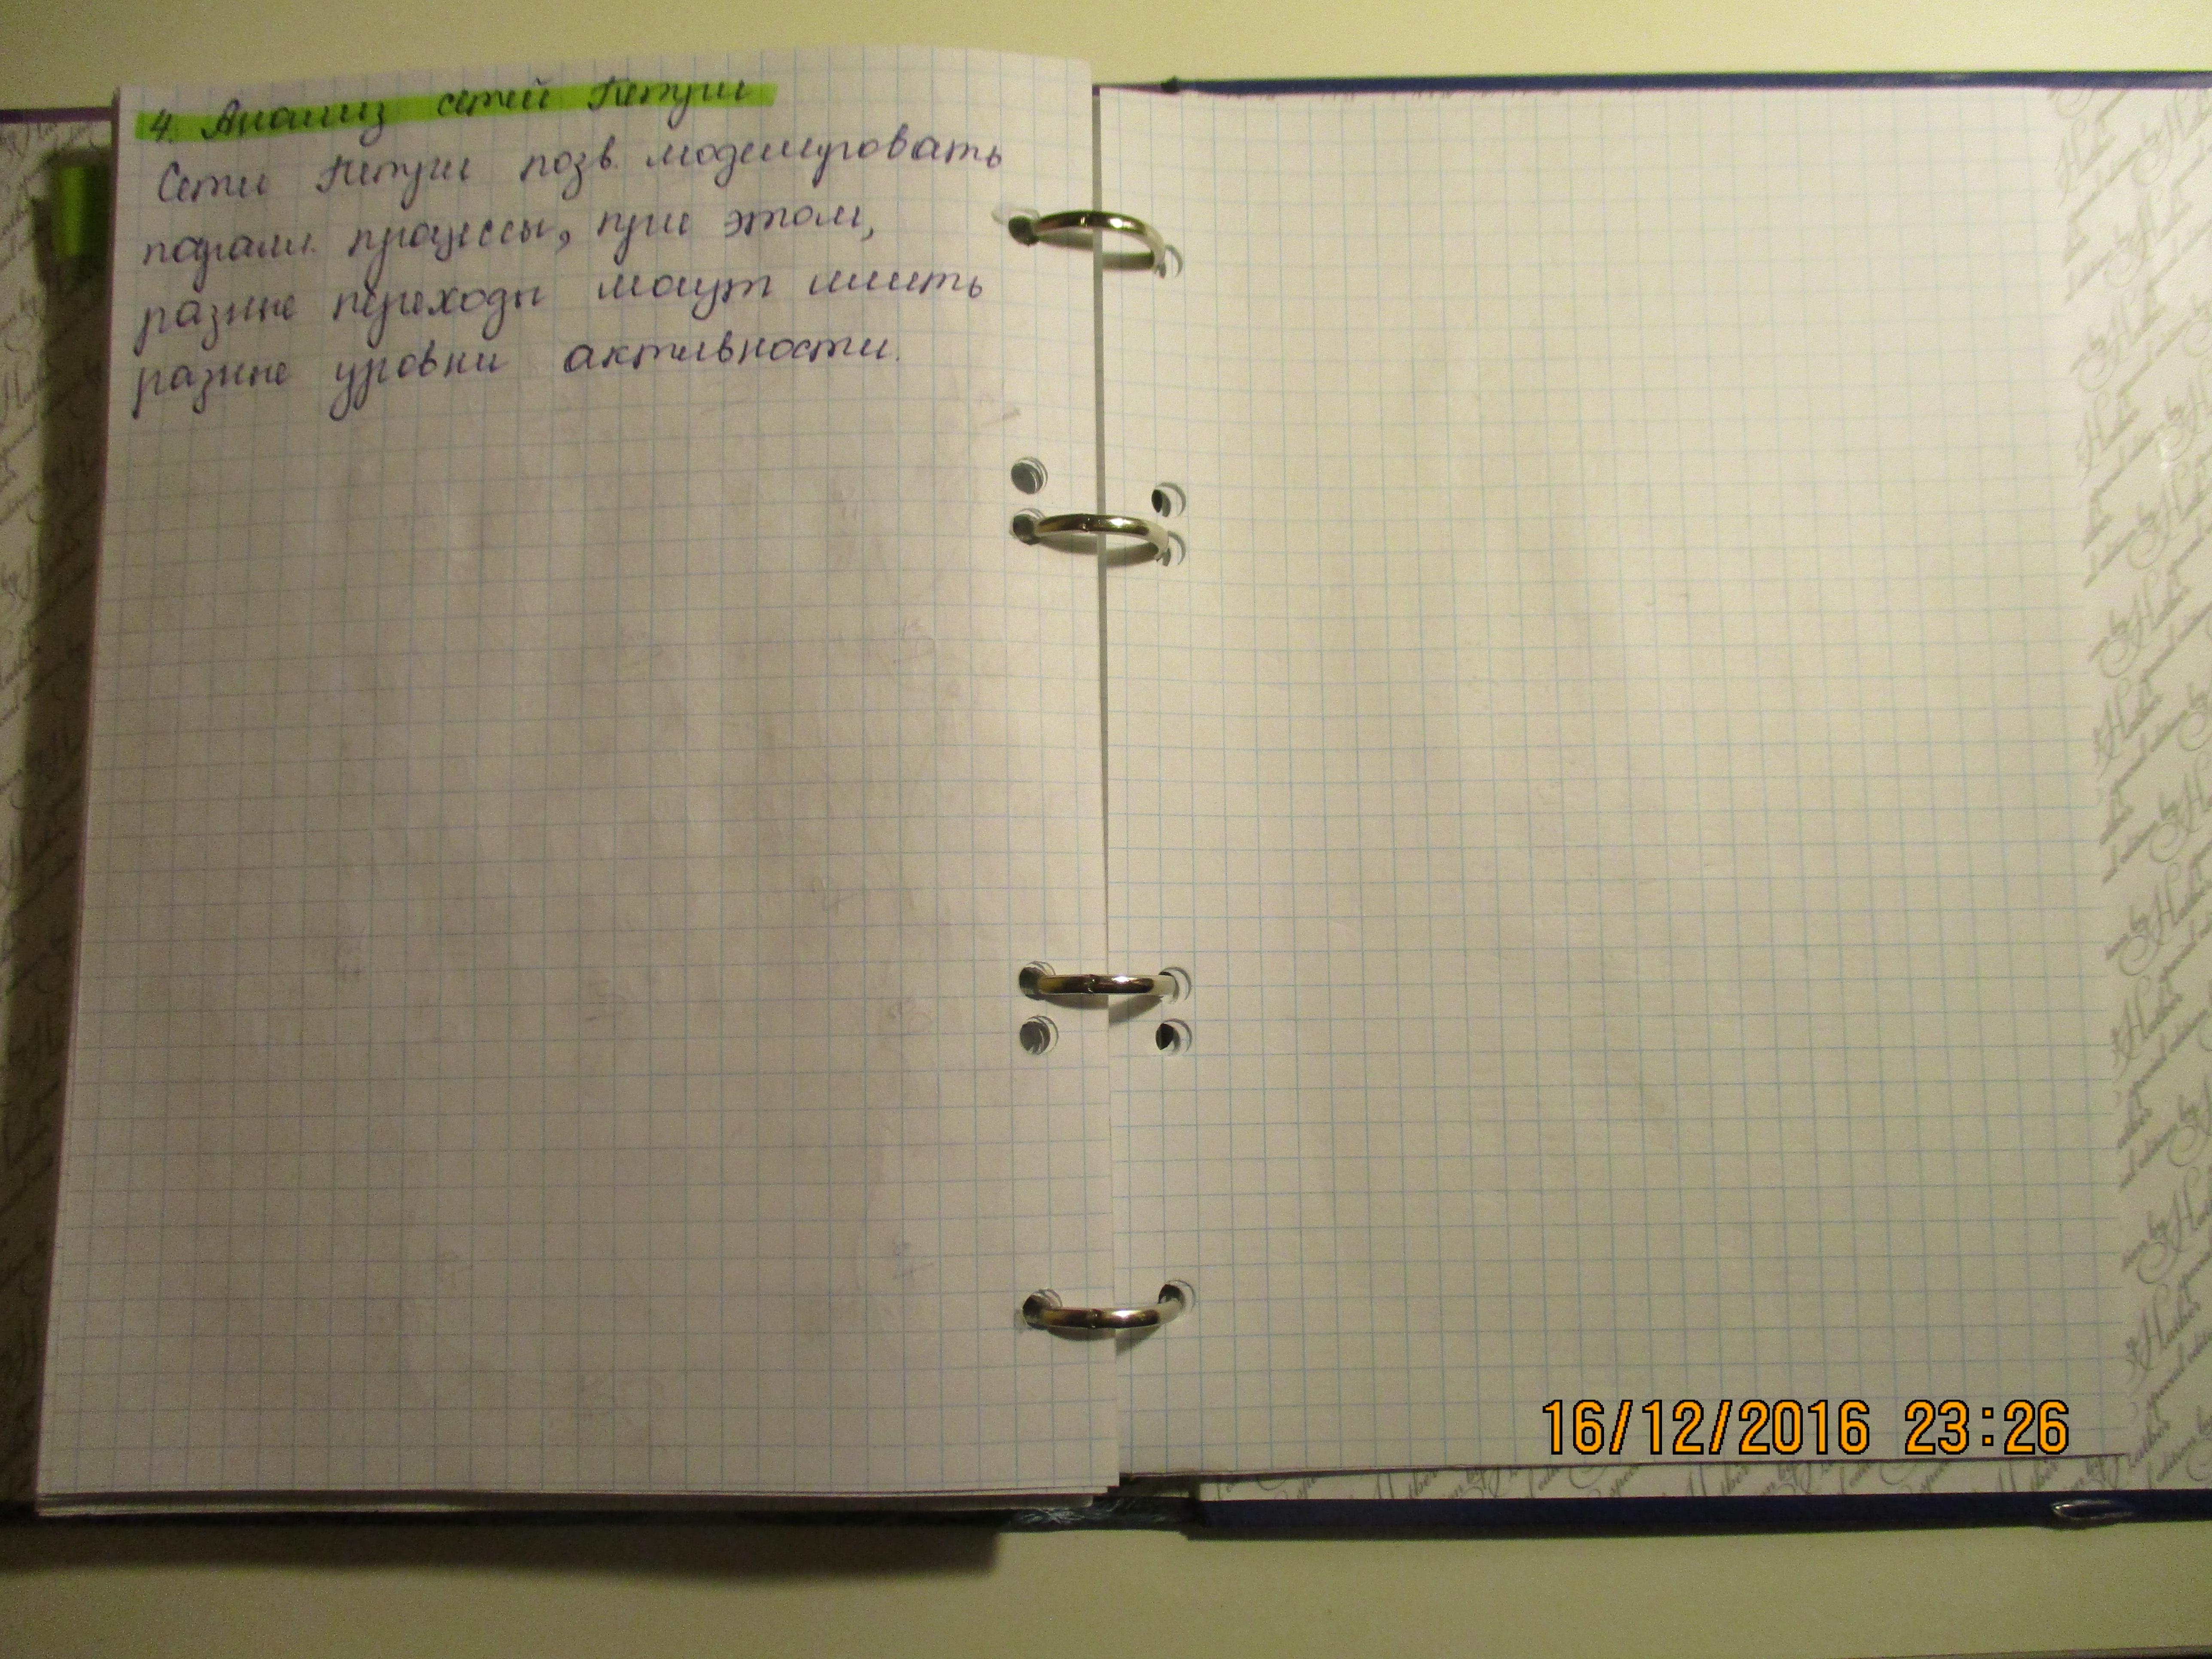 4. Анализ сетей Петри
Сети Петри позв. моделировать
паралл. процессы, при этом,
разные переходы могут иметь
разные уровни активности.
16/12/2016 23:26